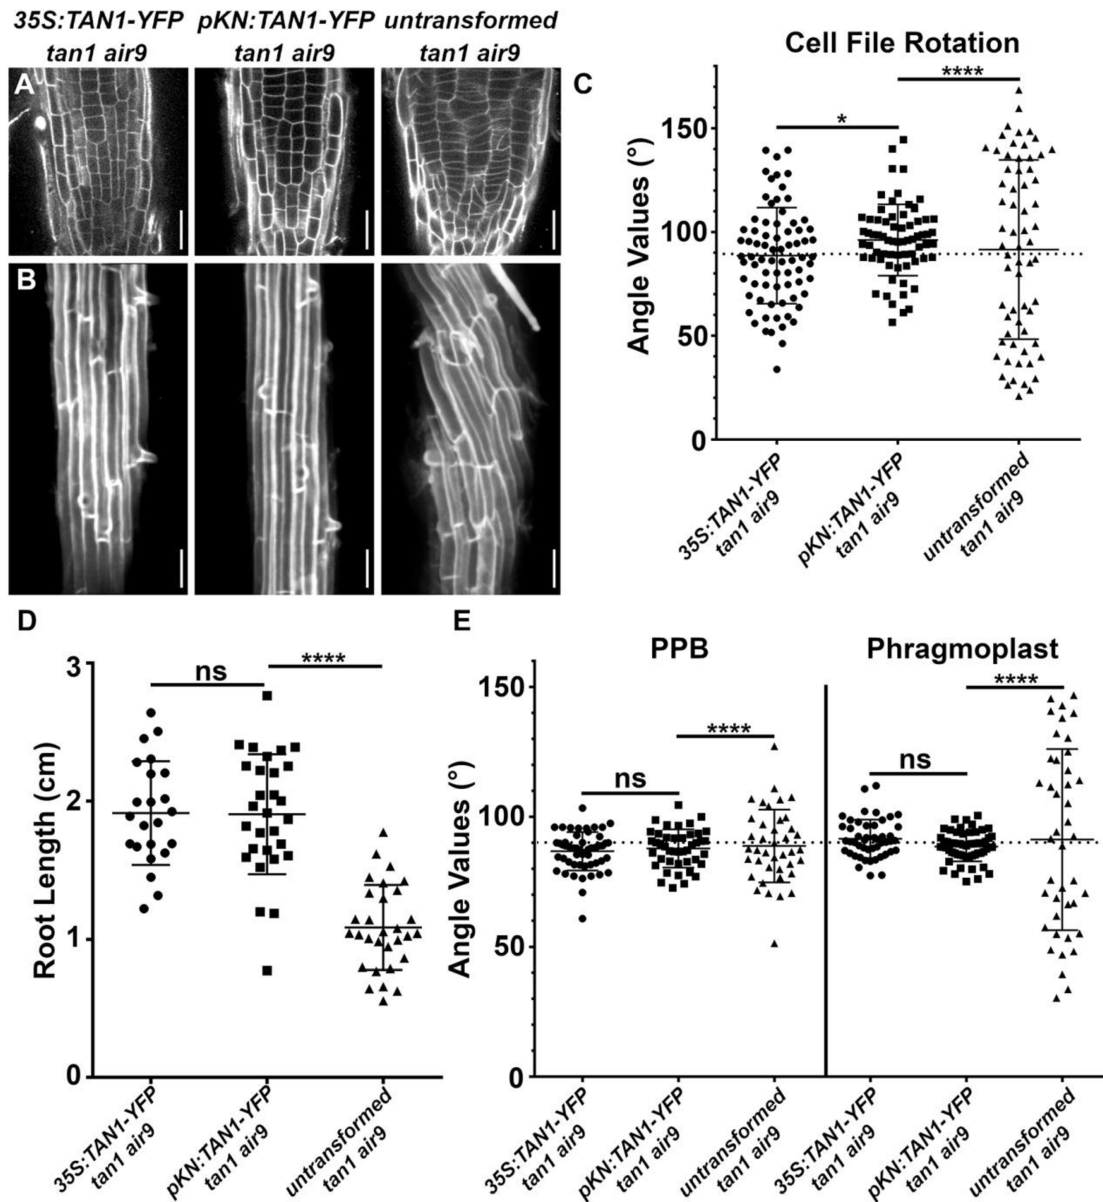 35S:TAN1-YFP pKN:TAN1-YFP untransformed
tan1 air9 tan1 air9 tan1 air9
A
B
C
Cell File Rotation
****
*
150
100
50
0
Angle Values (°)
35S:TAN1-YFP
tan1 air9
pKN:TAN1-YFP
tan1 air9
untransformed
tan1 air9
D
ns
****
3
2
1
0
Root Length (cm)
35S:TAN1-YFP
tan1 air9
pKN:TAN1-YFP
tan1 air9
untransformed
tan1 air9
E
PPB
Phragmoplast
ns
****
ns
****
150
100
50
0
Angle Values (°)
35S:TAN1-YFP
tan1 air9
pKN:TAN1-YFP
tan1 air9
untransformed
tan1 air9
35S:TAN1-YFP
tan1 air9
pKN:TAN1-YFP
tan1 air9
untransformed
tan1 air9